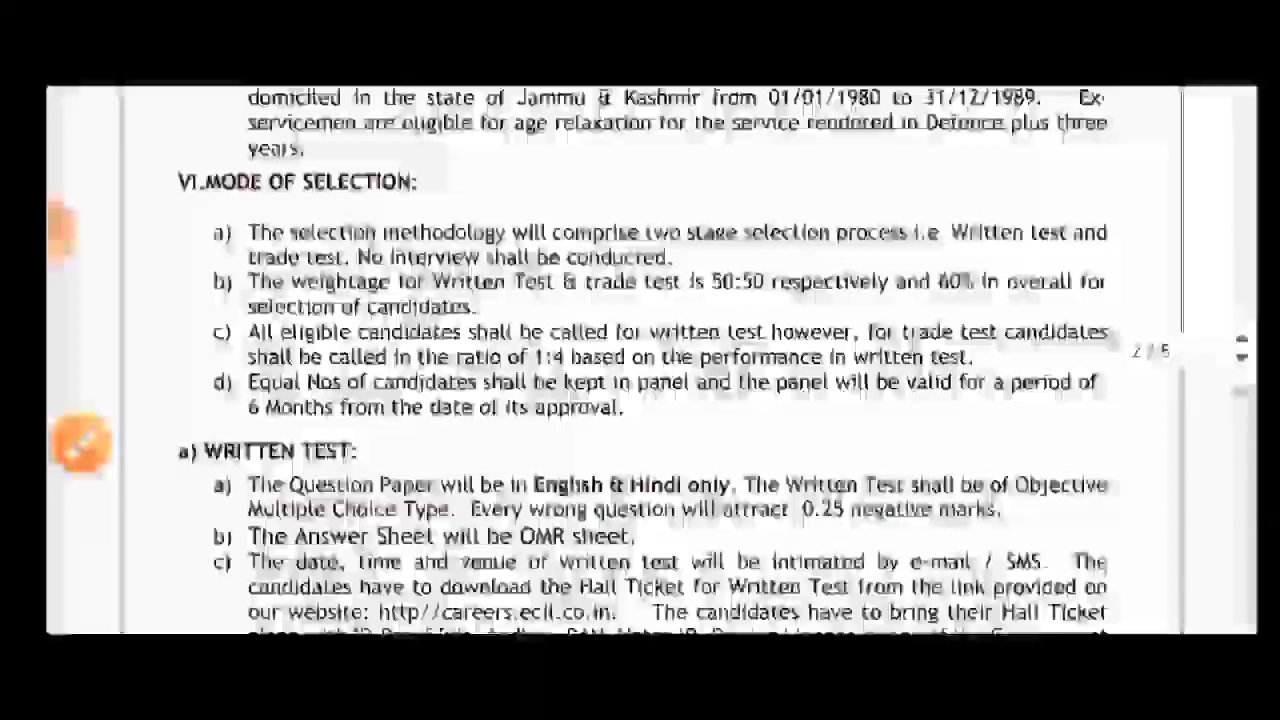 domiciled in the state of Jammu & Kashmir from 01/01/1980 to 31/12/1989. Ex-
servicemen are eligible for age relaxation for the service rendered in Defence plus three
years.
VI.MODE OF SELECTION:
a) The selection methodology will comprise two stage selection process i.e Written test and
trade test. No interview shall be conducted.
b) The weightage for Written Test & trade test is 50:50 respectively and 60% in overall for
selection of candidates.
c) All eligible candidates shall be called for written test however, for trade test candidates
shall be called in the ratio of 1:4 based on the performance in written test.
2 / 5
d) Equal Nos of candidates shall be kept in panel and the panel will be valid for a period of
6 Months from the date of its approval.
a) WRITTEN TEST:
a) The Question Paper will be in English & Hindi only. The Written Test shall be of Objective
Multiple Choice Type. Every wrong question will attract 0.25 negative marks.
b) The Answer Sheet will be OMR sheet.
c) The date, time and venue of written test will be intimated by e-mail / SMS. The
candidates have to download the Hall Ticket for Written Test from the link provided on
our website: http//careers.ecil.co.in. The candidates have to bring their Hall Ticket